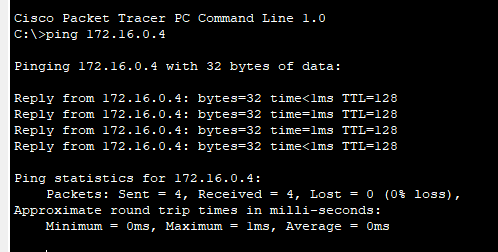 Cisco Packet Tracer PC Command Line 1.0
C:\>ping 172.16.0.4
Pinging 172.16.0.4 with 32 bytes of data:
Reply from 172.16.0.4: bytes=32 time<1ms TTL=128
Reply from 172.16.0.4: bytes=32 time=1ms TTL=128
Reply from 172.16.0.4: bytes=32 time=1ms TTL=128
Reply from 172.16.0.4: bytes=32 time<1ms TTL=128
Ping statistics for 172.16.0.4:
Packets: Sent = 4, Received = 4, Lost = 0 (0% loss),
Approximate round trip times in milli-seconds:
Minimum = 0ms, Maximum = 1ms, Average = 0ms